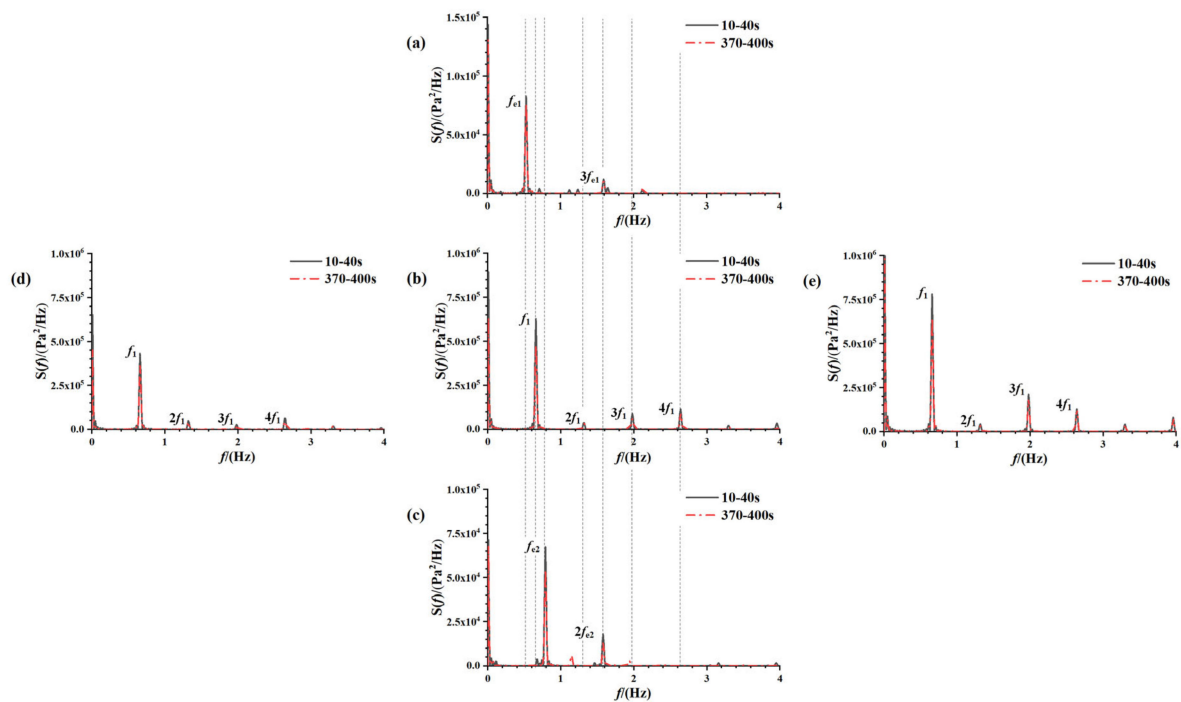 (a)
10-40s
370-400s
1.5x10⁵
1.0x10⁵
5.0x10⁴
0.0
S(f)/(Pa²/Hz)
fₑ₁
3fₑ₁
0 1 2 3 4
f/(Hz)
(d)
10-40s
370-400s
1.0x10⁶
7.5x10⁵
5.0x10⁵
2.5x10⁵
0.0
S(f)/(Pa²/Hz)
f₁
2f₁ 3f₁ 4f₁
0 1 2 3 4
f/(Hz)
(b)
10-40s
370-400s
1.0x10⁶
7.5x10⁵
5.0x10⁵
2.5x10⁵
0.0
S(f)/(Pa²/Hz)
f₁
2f₁ 3f₁ 4f₁
0 1 2 3 4
f/(Hz)
(e)
10-40s
370-400s
1.0x10⁶
7.5x10⁵
5.0x10⁵
2.5x10⁵
0.0
S(f)/(Pa²/Hz)
f₁
2f₁ 3f₁ 4f₁
0 1 2 3 4
f/(Hz)
(c)
10-40s
370-400s
1.0x10⁵
7.5x10⁴
5.0x10⁴
2.5x10⁴
0.0
S(f)/(Pa²/Hz)
fₑ₂
2fₑ₂
0 1 2 3 4
f/(Hz)